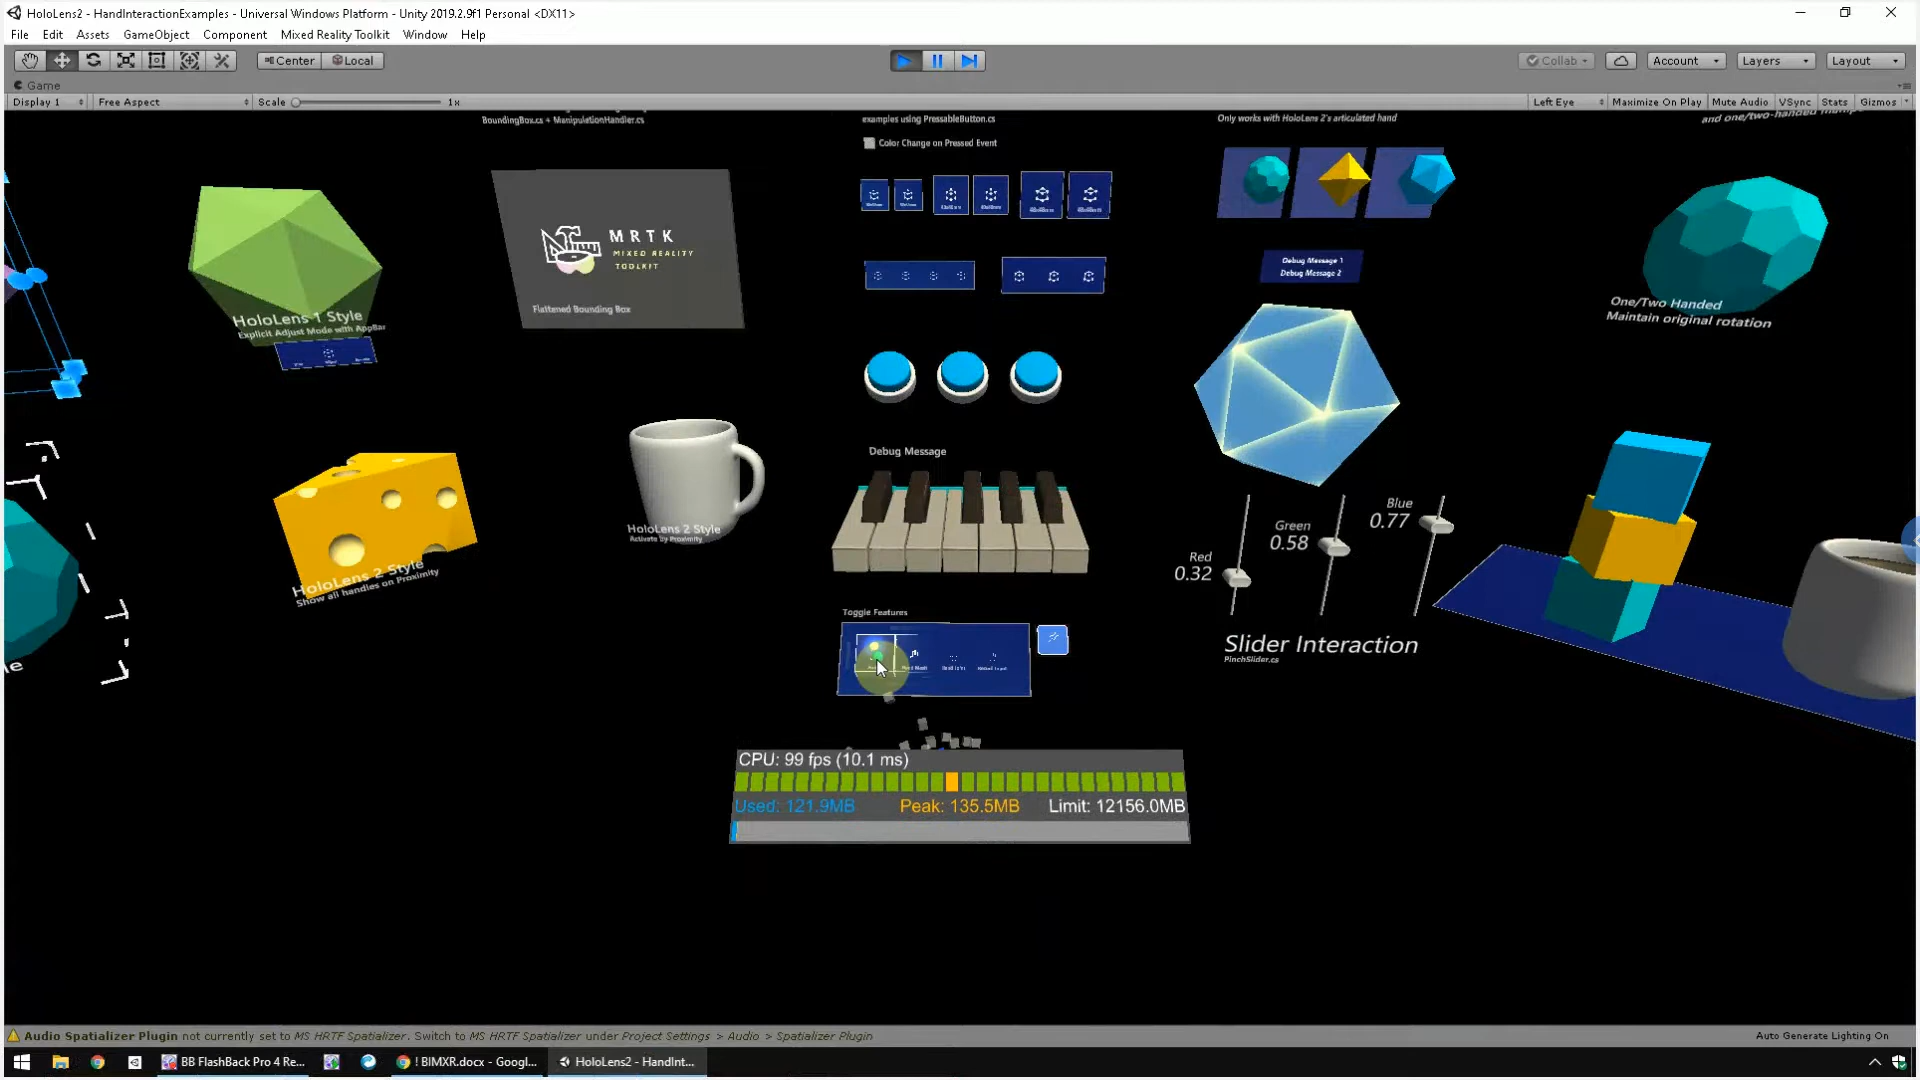 HoloLens2 - HandInteractionExamples - Universal Windows Platform - Unity 2019.2.9f1 Personal <DX11>
File Edit Assets GameObject Component Mixed Reality Toolkit Window Help
Center Local Collab Account Layers Layout
Game
Display 1 Free Aspect Scale 1x Left Eye Maximize On Play Mute Audio VSync Stats Gizmos
BoundingBox.cs + ManipulationHandler.cs
examples using PressableButton.cs
Only works with HoloLens 2's articulated hand
and one/two-handed
Color Change on Pressed Event
MRTK
MIXED REALITY
TOOLKIT
Flattened Bounding Box
HoloLens 1 Style
Explicit Adjust Mode with AppBar
Debug Message 1
Debug Message 2
One/Two Handed
Maintain original rotation
Debug Message
HoloLens 2 Style
Activate by Proximity
HoloLens 2 Style
Show all handles on Proximity
Red
0.32
Green
0.58
Blue
0.77
Slider Interaction
PinchSlider.cs
Toggle Features
CPU: 99 fps (10.1 ms)
Used: 121.9MB Peak: 135.5MB Limit: 12156.0MB
Audio Spatializer Plugin not currently set to MS HRTF Spatializer. Switch to MS HRTF Spatializer under Project Settings > Audio > Spatializer Plugin
Auto Generate Lighting On
BB FlashBack Pro 4 Re... ! BIMXR.docx - Googl... HoloLens2 - HandInt...